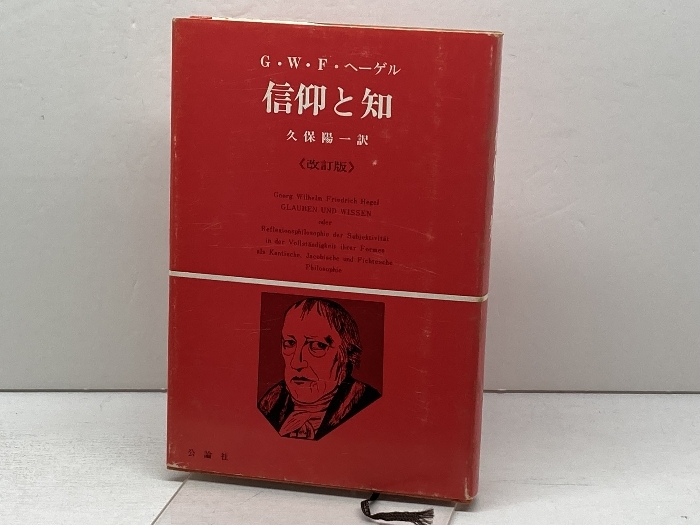 G・W・F・ヘーゲル
信仰と知
久保陽一訳
《改訂版》
Georg Wilhelm Friedrich Hegel
GLAUBEN UND WISSEN
oder
Reflexionsphilosophie der Subjektivität
in der Vollständigkeit ihrer Formen
als Kantische, Jacobische und Fichtesche
Philosophie
公論社